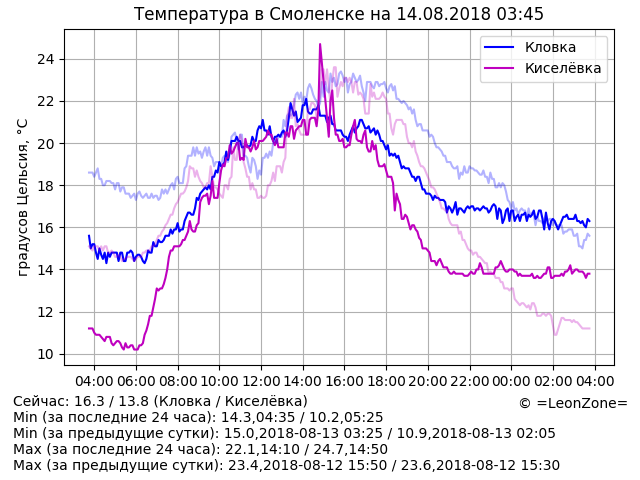 Температура в Смоленске на 14.08.2018 03:45
Кловка
Киселёвка
градусов Цельсия, °C
24
22
20
18
16
14
12
10
04:00 06:00 08:00 10:00 12:00 14:00 16:00 18:00 20:00 22:00 00:00 02:00 04:00
Сейчас: 16.3 / 13.8 (Кловка / Киселёвка)
© =LeonZone=
Min (за последние 24 часа): 14.3,04:35 / 10.2,05:25
Min (за предыдущие сутки): 15.0,2018-08-13 03:25 / 10.9,2018-08-13 02:05
Max (за последние 24 часа): 22.1,14:10 / 24.7,14:50
Max (за предыдущие сутки): 23.4,2018-08-12 15:50 / 23.6,2018-08-12 15:30